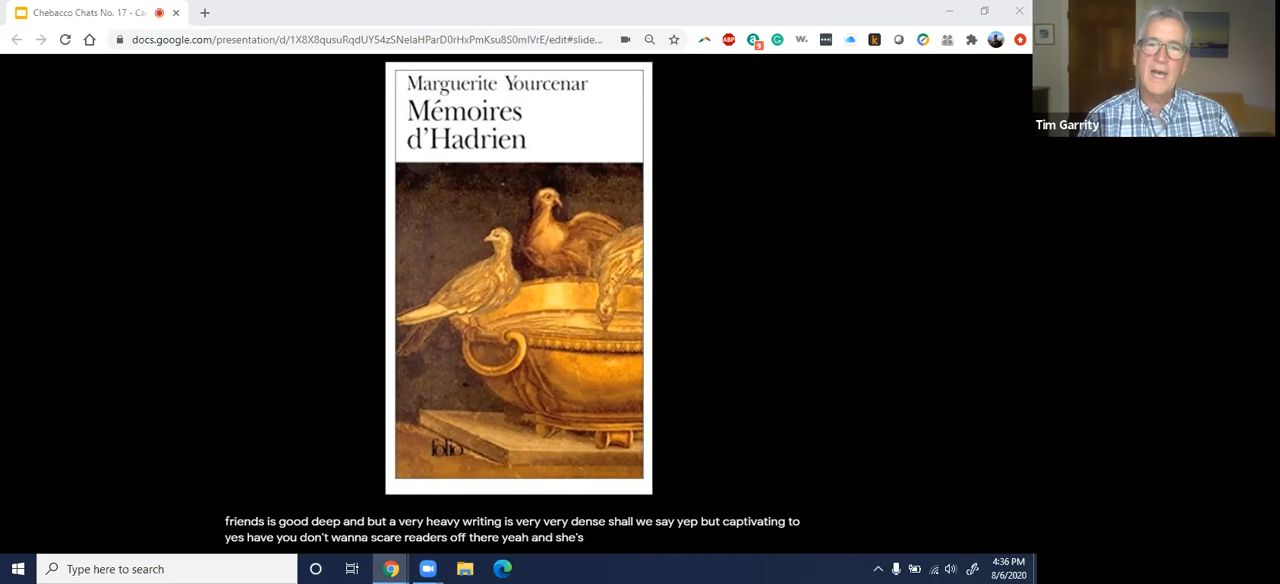 Chebacco Chats No. 17 - Ca
docs.google.com/presentation/d/1X8X8qusuRqdUY54zSNelaHParD0rHxPmKsu8S0mIVrE/edit#slide...
ABP
9
w.
k
Tim Garrity
Marguerite Yourcenar
Mémoires
d'Hadrien
folio
friends is good deep and but a very heavy writing is very very dense shall we say yep but captivating to
yes have you don't wanna scare readers off there yeah and she's
Type here to search
4:36 PM
8/6/2020